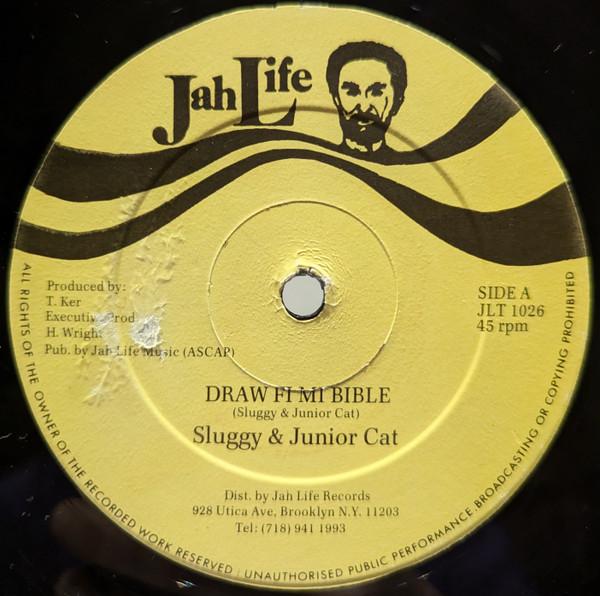 Jah Life
Produced by:
T. Ker
Executive Prod
H. Wright
Pub. by Jah Life Music (ASCAP)
SIDE A
JLT 1026
45 rpm
DRAW FI MI BIBLE
(Sluggy & Junior Cat)
Sluggy & Junior Cat
Dist. by Jah Life Records
928 Utica Ave, Brooklyn N.Y. 11203
Tel: (718) 941 1993
ALL RIGHTS OF THE OWNER OF THE RECORDED WORK RESERVED : UNAUTHORISED PUBLIC PERFORMANCE BROADCASTING OR COPYING PROHIBITED